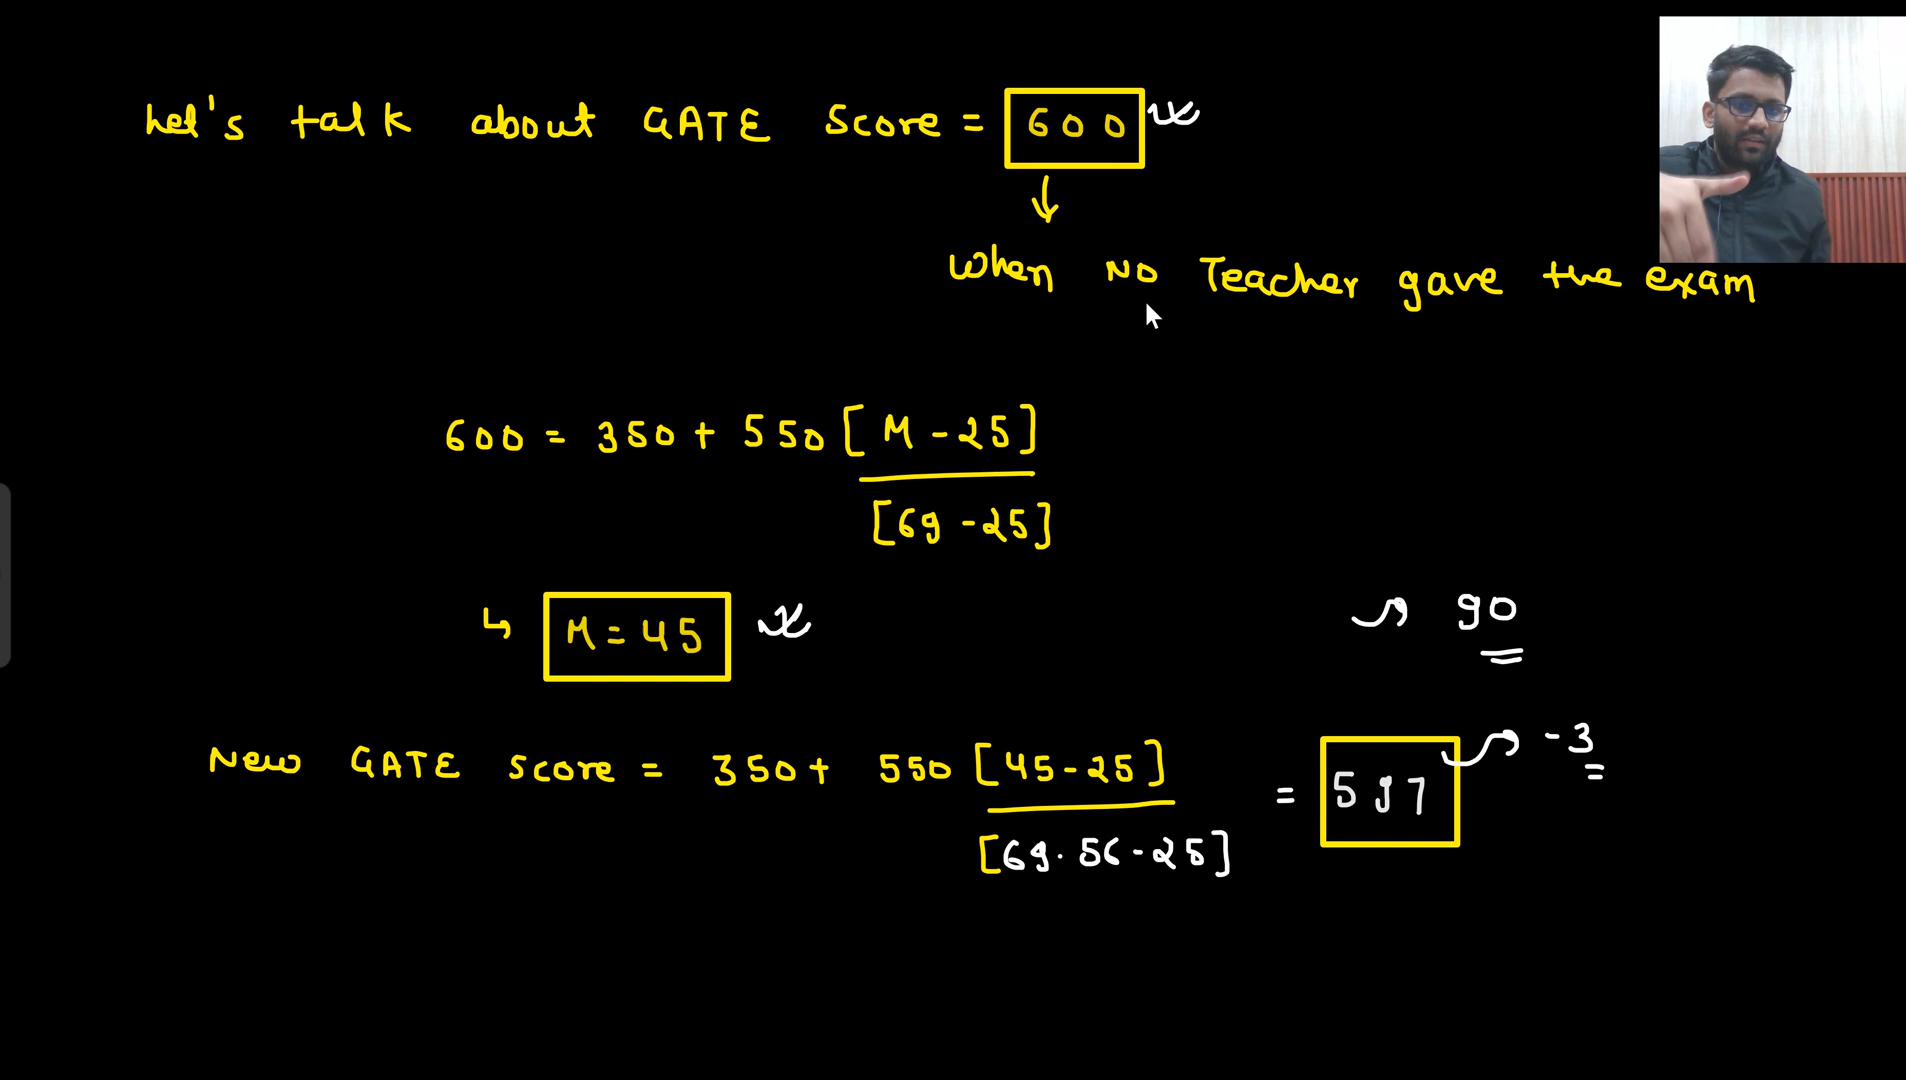 Let's talk about GATE Score = 600
When NO Teacher gave the exam
600 = 350 + 550 [M - 25]
[69 - 25]
↳ M = 45
90
New GATE Score = 350 + 550 [45 - 25] = 597 -3
[69.56 - 25]